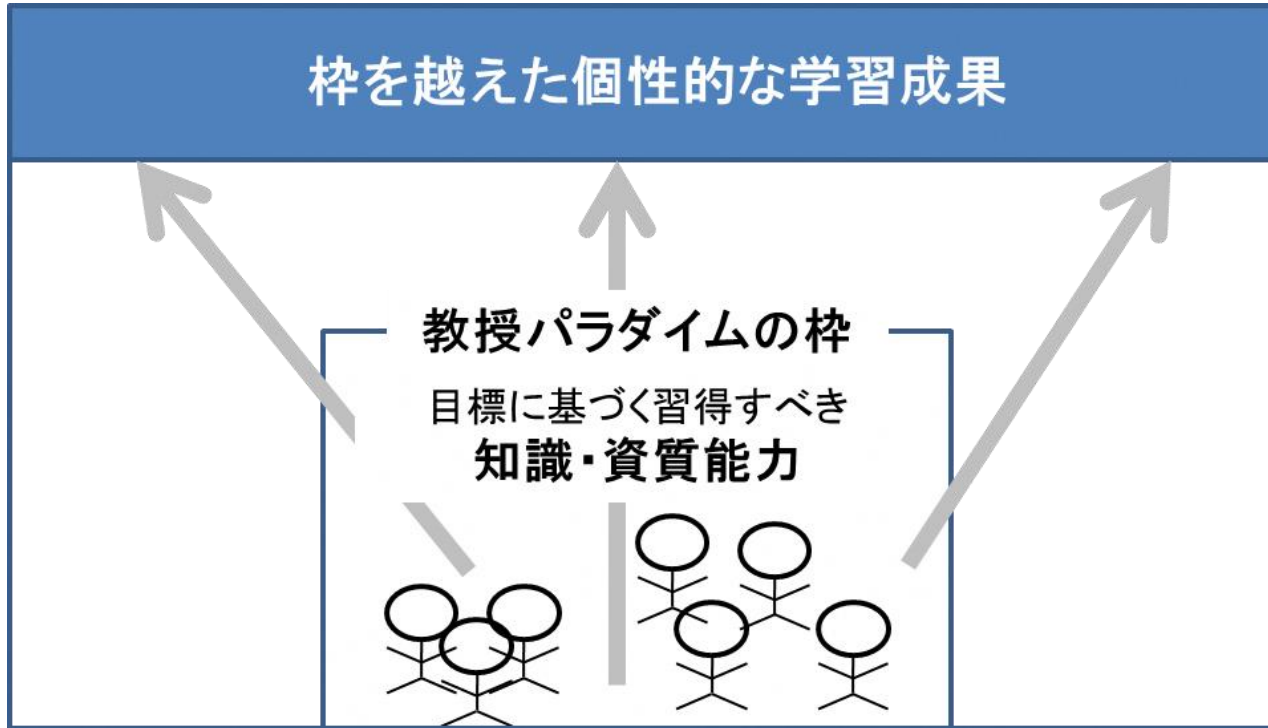 枠を越えた個性的な学習成果
教授パラダイムの枠
目標に基づく習得すべき
知識・資質能力